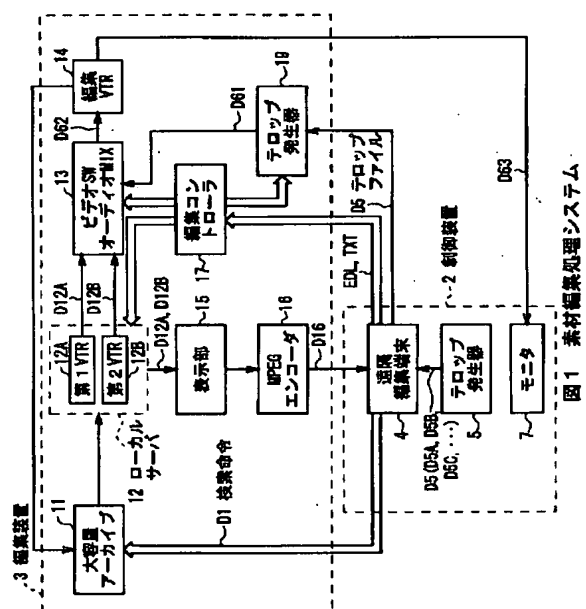 3 編集装置
11
大容量
アーカイブ
12A
第1VTR
第2VTR
12B
12 ローカル
サーバ
D12A
D12B
13
ビデオSW
オーディオMIX
D62
14
編集
VTR
D12A, D12B
15
表示部
16
MPEG
エンコーダ
D16
編集コン
トローラ
17
19
テロップ
発生器
D61
D1 検索命令
EDL, TXT
D5 テロップ
ファイル
2 制御装置
遠隔
編集端末
4
テロップ
発生器
5
D5(D5A, D5B
D5C, ···)
モニタ
7
D63
図1 素材編集処理システム